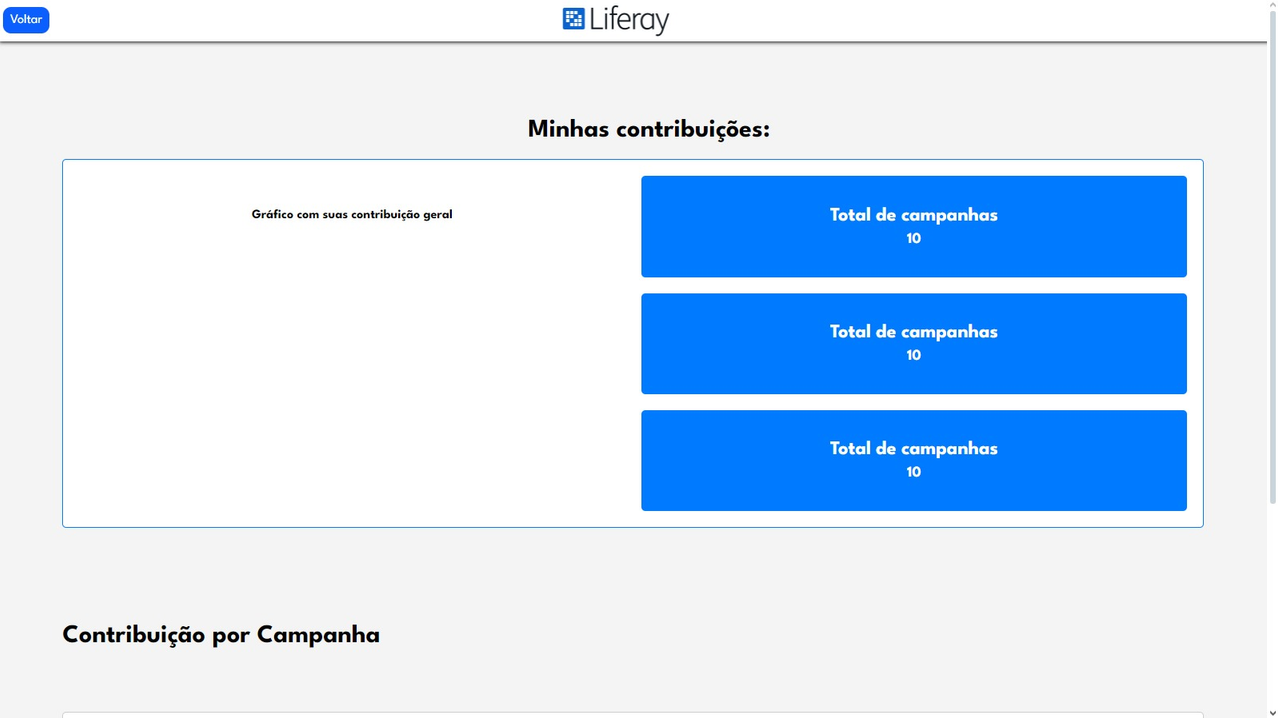 Voltar
Liferay
Minhas contribuições:
Gráfico com suas contribuição geral
Total de campanhas
10
Total de campanhas
10
Total de campanhas
10
Contribuição por Campanha